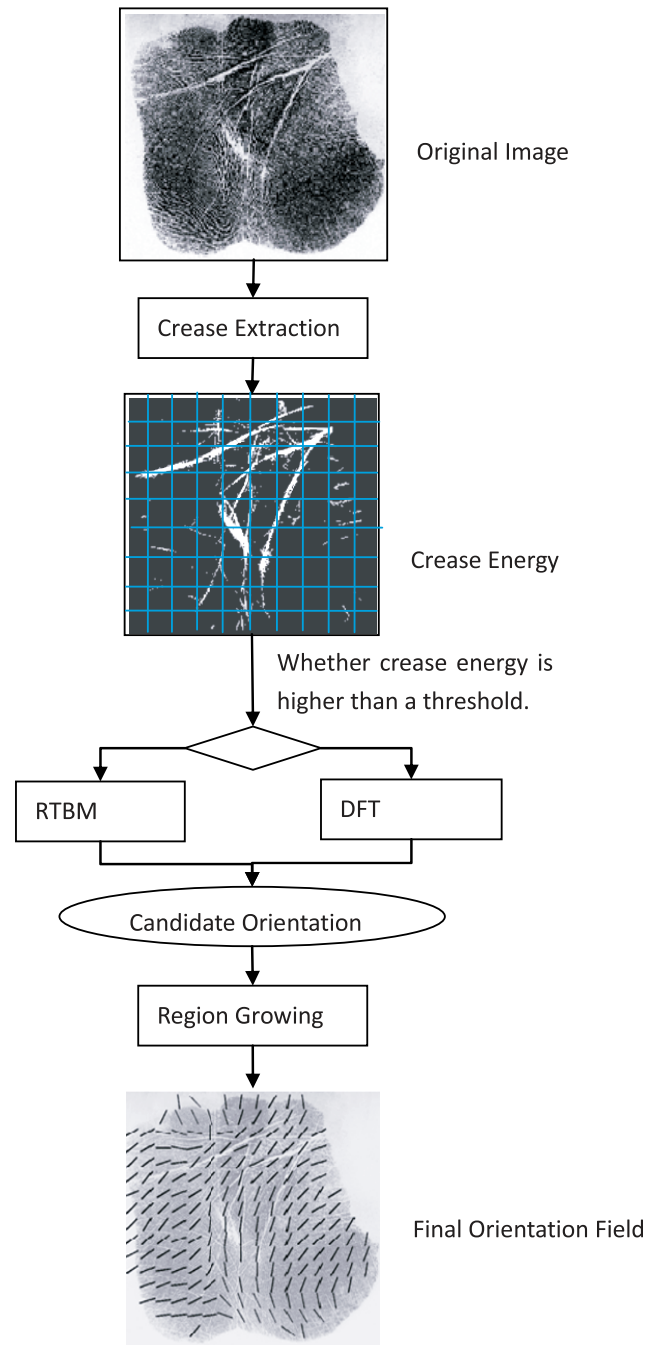 Original Image
Crease Extraction
Crease Energy
Whether crease energy is
higher than a threshold.
RTBM
DFT
Candidate Orientation
Region Growing
Final Orientation Field